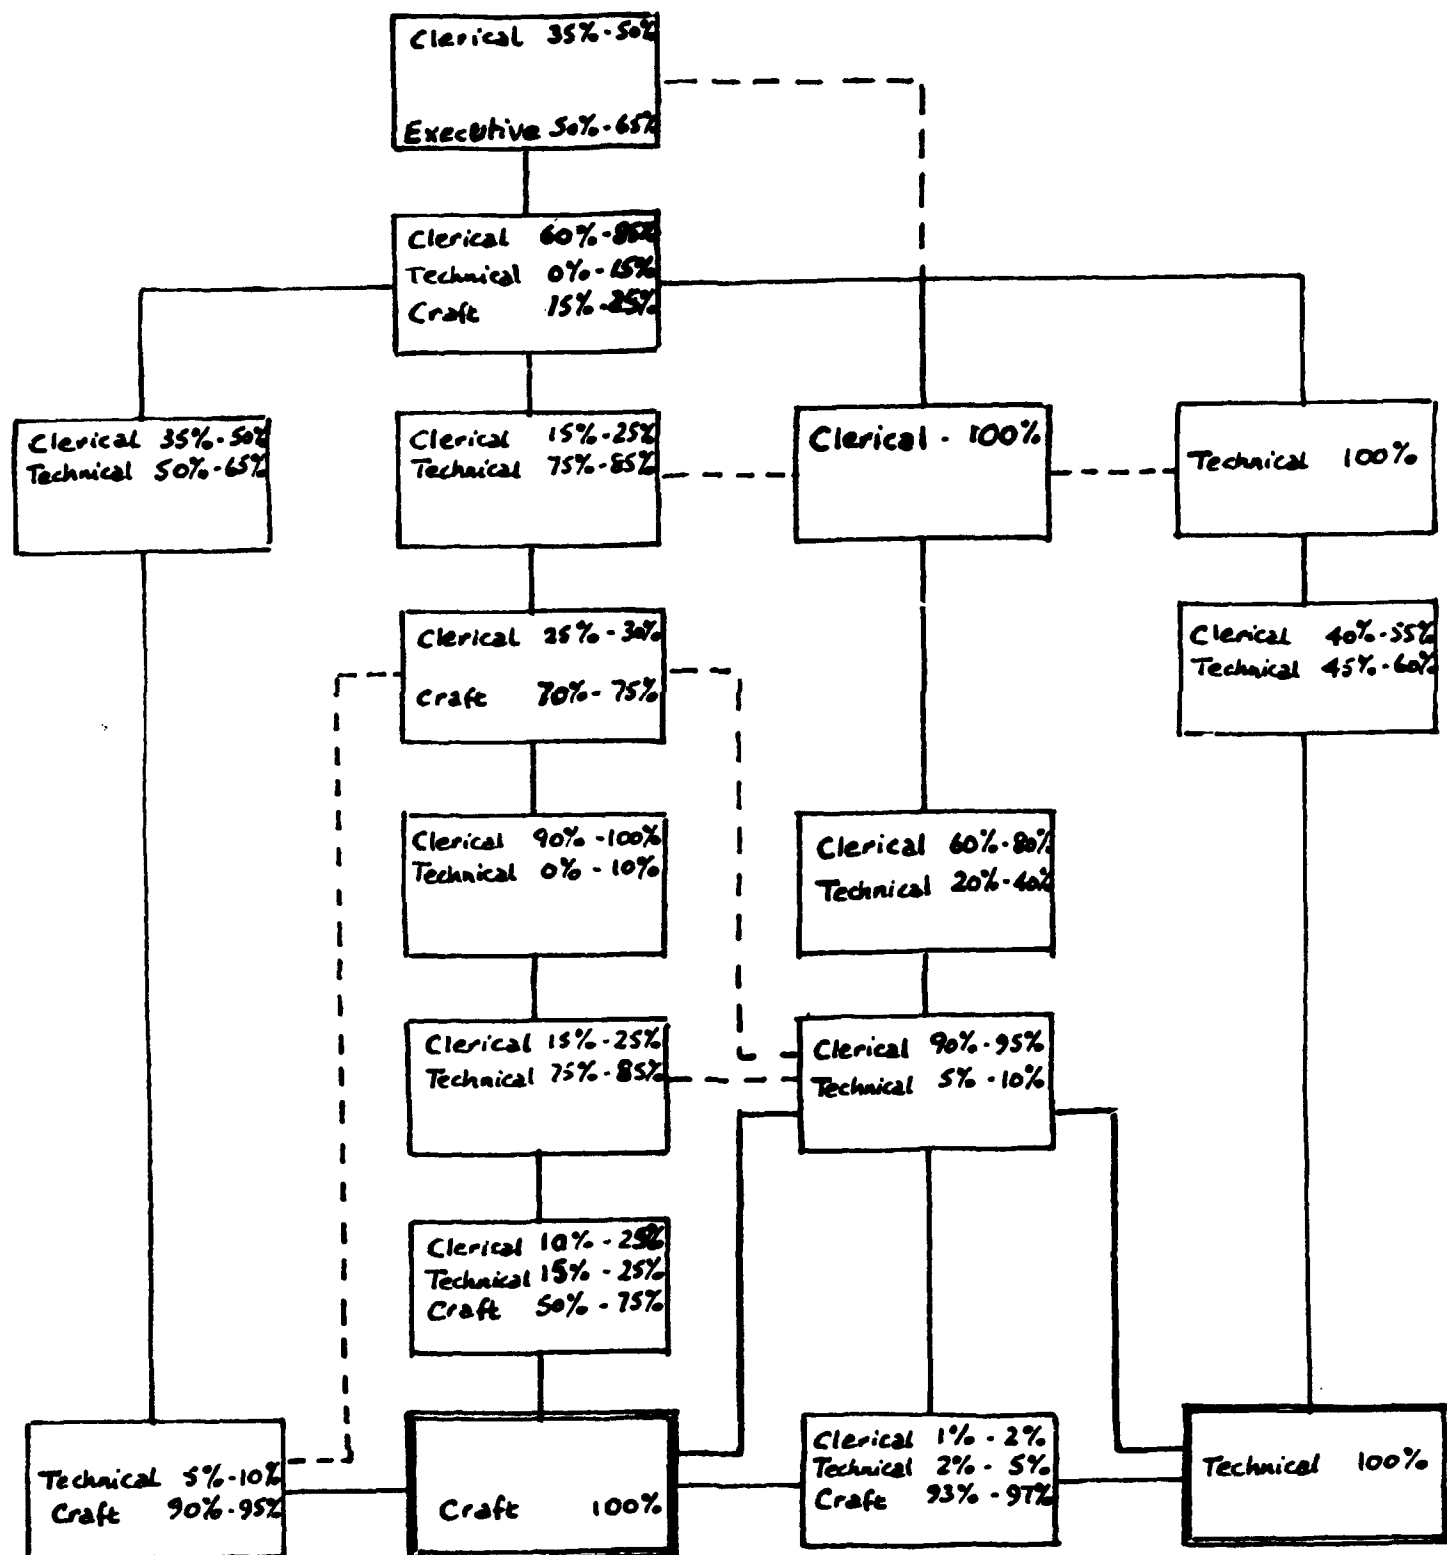 Clerical 35%-50%
Executive 50%-65%
Clerical 60%-85%
Technical 0%-15%
Craft 15%-25%
Clerical 35%-50%
Technical 50%-65%
Clerical 15%-25%
Technical 75%-85%
Clerical - 100%
Technical 100%
Clerical 25%-30%
Craft 70%-75%
Clerical 40%-55%
Technical 45%-60%
Clerical 90%-100%
Technical 0%-10%
Clerical 60%-80%
Technical 20%-40%
Clerical 15%-25%
Technical 75%-85%
Clerical 90%-95%
Technical 5%-10%
Clerical 10%-25%
Technical 15%-25%
Craft 50%-75%
Technical 5%-10%
Craft 90%-95%
Craft 100%
Clerical 1%-2%
Technical 2%-5%
Craft 93%-97%
Technical 100%